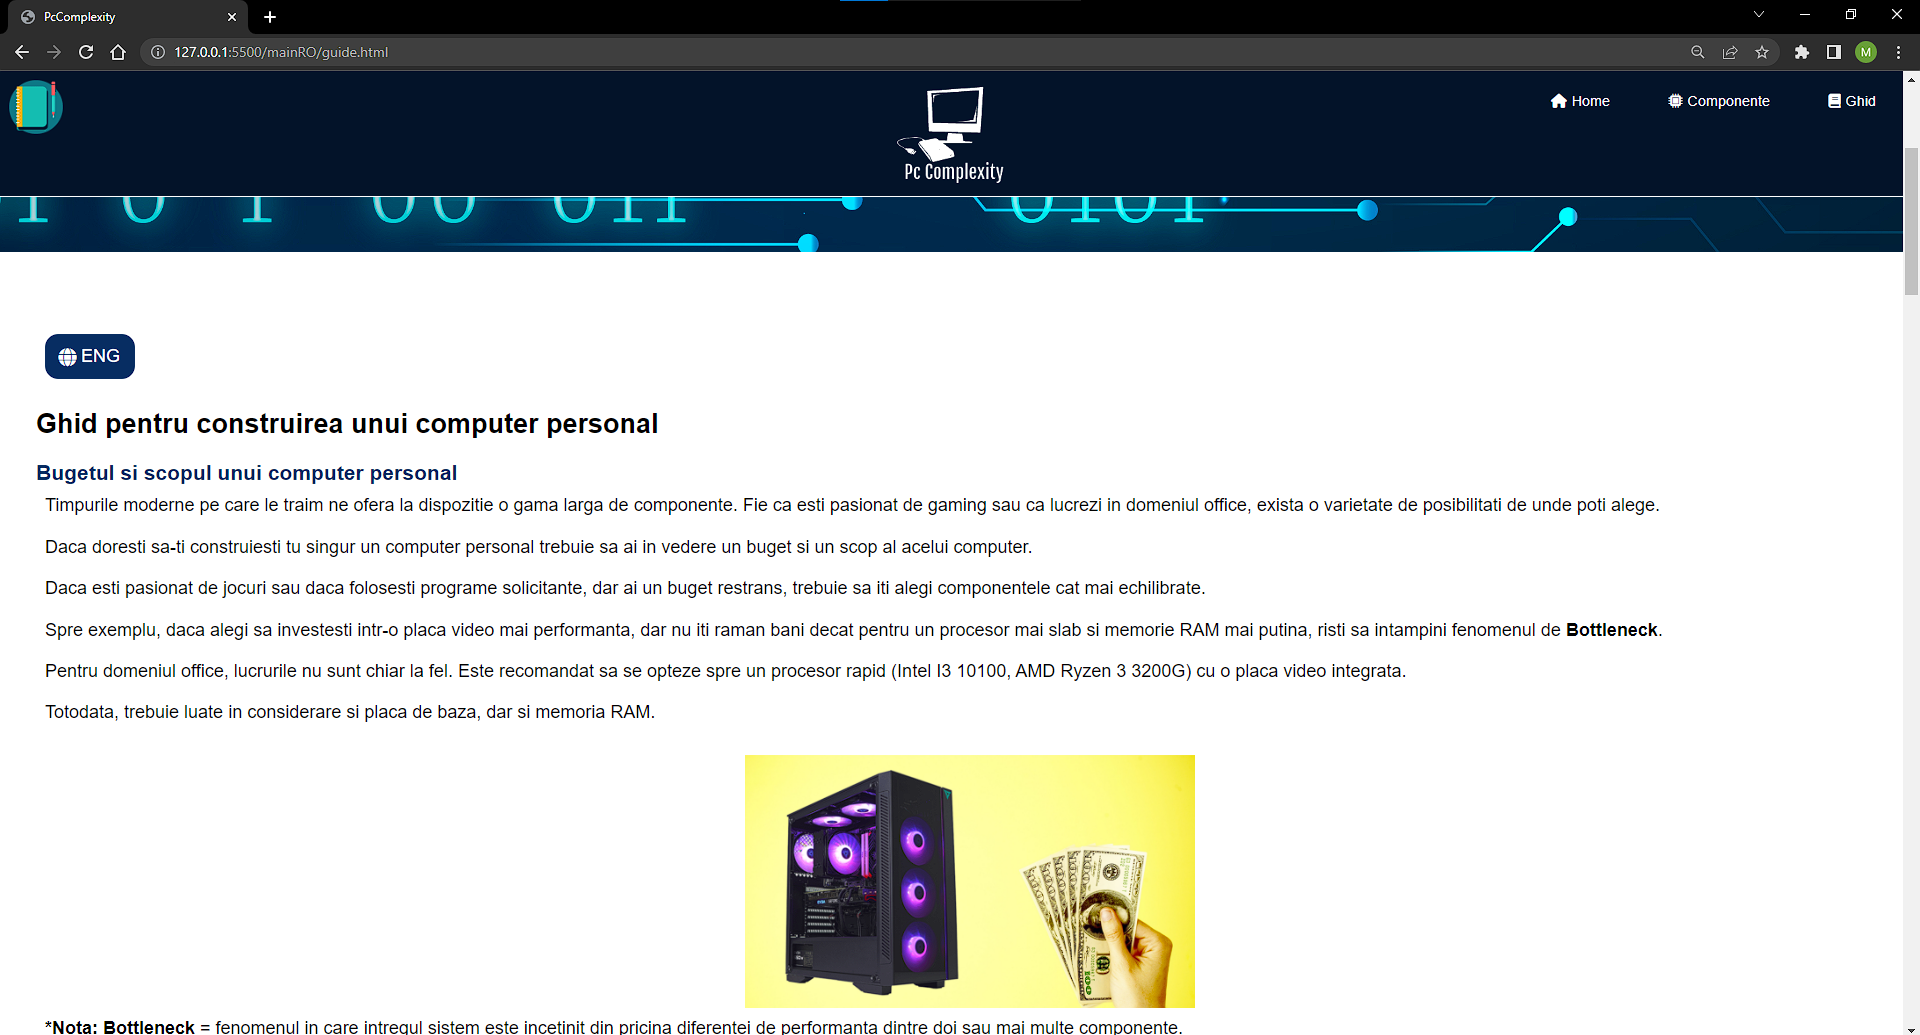 PcComplexity
127.0.0.1:5500/mainRO/guide.html
M
Pc Complexity
Home
Componente
Ghid
1 0 1 00 011 0101
ENG
Ghid pentru construirea unui computer personal
Bugetul si scopul unui computer personal
Timpurile moderne pe care le traim ne ofera la dispozitie o gama larga de componente. Fie ca esti pasionat de gaming sau ca lucrezi in domeniul office, exista o varietate de posibilitati de unde poti alege.
Daca doresti sa-ti construiesti tu singur un computer personal trebuie sa ai in vedere un buget si un scop al acelui computer.
Daca esti pasionat de jocuri sau daca folosesti programe solicitante, dar ai un buget restrans, trebuie sa iti alegi componentele cat mai echilibrate.
Spre exemplu, daca alegi sa investesti intr-o placa video mai performanta, dar nu iti raman bani decat pentru un procesor mai slab si memorie RAM mai putina, risti sa intampini fenomenul de Bottleneck.
Pentru domeniul office, lucrurile nu sunt chiar la fel. Este recomandat sa se opteze spre un procesor rapid (Intel I3 10100, AMD Ryzen 3 3200G) cu o placa video integrata.
Totodata, trebuie luate in considerare si placa de baza, dar si memoria RAM.
*Nota: Bottleneck = fenomenul in care intregul sistem este incetinit din pricina diferentei de performanta dintre doi sau mai multe componente.